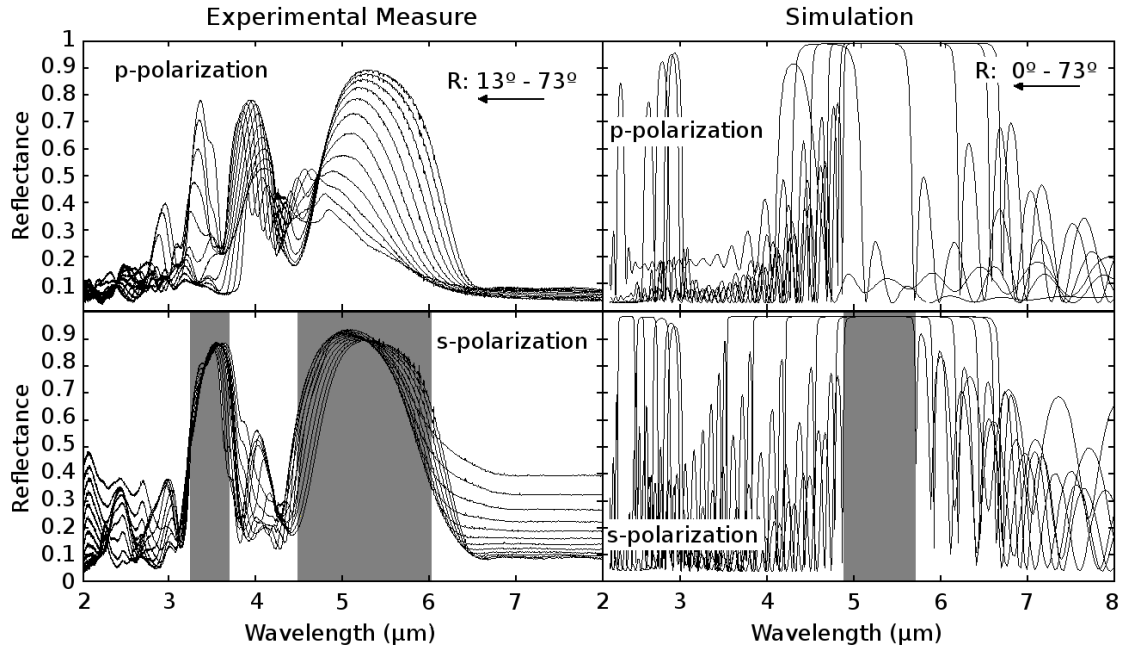 Experimental Measure
Simulation
p-polarization
R: 13º - 73º
R: 0º - 73º
p-polarization
Reflectance
1
0.9
0.8
0.7
0.6
0.5
0.4
0.3
0.2
0.1
s-polarization
s-polarization
Reflectance
0.9
0.8
0.7
0.6
0.5
0.4
0.3
0.2
0.1
0
2 3 4 5 6 7 2 3 4 5 6 7 8
Wavelength (µm) Wavelength (µm)